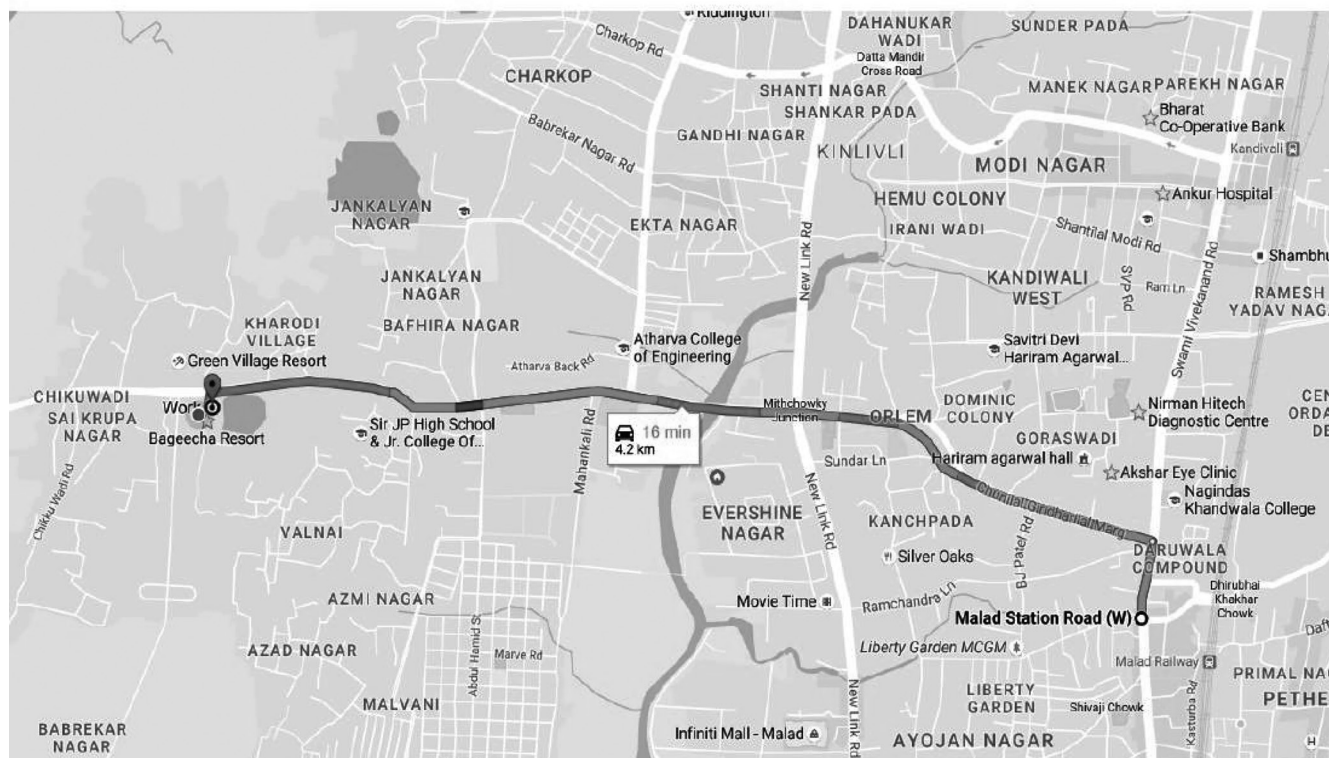 Riddington
DAHANUKAR
WADI
SUNDER PADA
Charkop Rd
Datta Mandir
Cross Road
CHARKOP
SHANTI NAGAR
SHANKAR PADA
MANEK NAGAR
PAREKH NAGAR
Bharat
Co-Operative Bank
Babrekar Nagar Rd
GANDHI NAGAR
KINLIVLI
MODI NAGAR
Kandivali
JANKALYAN
NAGAR
EKTA NAGAR
HEMU COLONY
Ankur Hospital
IRANI WADI
Shantilal Modi Rd
New Link Rd
SVP Rd
Swami Vivekanand Rd
Shambhu
JANKALYAN
NAGAR
KANDIWALI
WEST
Ram Ln
RAMESH
YADAV NAGA
KHARODI
VILLAGE
BAFHIRA NAGAR
Atharva College
of Engineering
Savitri Devi
Hariram Agarwal...
Green Village Resort
Atharva Back Rd
CHIKUWADI
SAI KRUPA
NAGAR
Work
Bageecha Resort
Sir JP High School
& Jr. College Of...
Mahankali Rd
16 min
4.2 km
Mithchowky
Junction
ORLEM
DOMINIC
COLONY
Nirman Hitech
Diagnostic Centre
CEN
ORDA
DE
GORASWADI
Hariram agarwal hall
Sundar Ln
Akshar Eye Clinic
Chikku Wadi Rd
Nagindas
Khandwala College
Chunilal Girdharilal Marg
VALNAI
EVERSHINE
NAGAR
New Link Rd
KANCHPADA
BJ Patel Rd
Silver Oaks
DARUWALA
COMPOUND
Dhirubhai
Khakhar
Chowk
AZMI NAGAR
Movie Time
Ramchandra Ln
Malad Station Road (W)
Abdul Hamid St
Daft
AZAD NAGAR
Marve Rd
Liberty Garden MCGM
Malad Railway
PRIMAL NAG
PETHE
LIBERTY
GARDEN
MALVANI
Shivaji Chowk
Kasturba Rd
New Link Rd
BABREKAR
NAGAR
Infiniti Mall - Malad
AYOJAN NAGAR
H